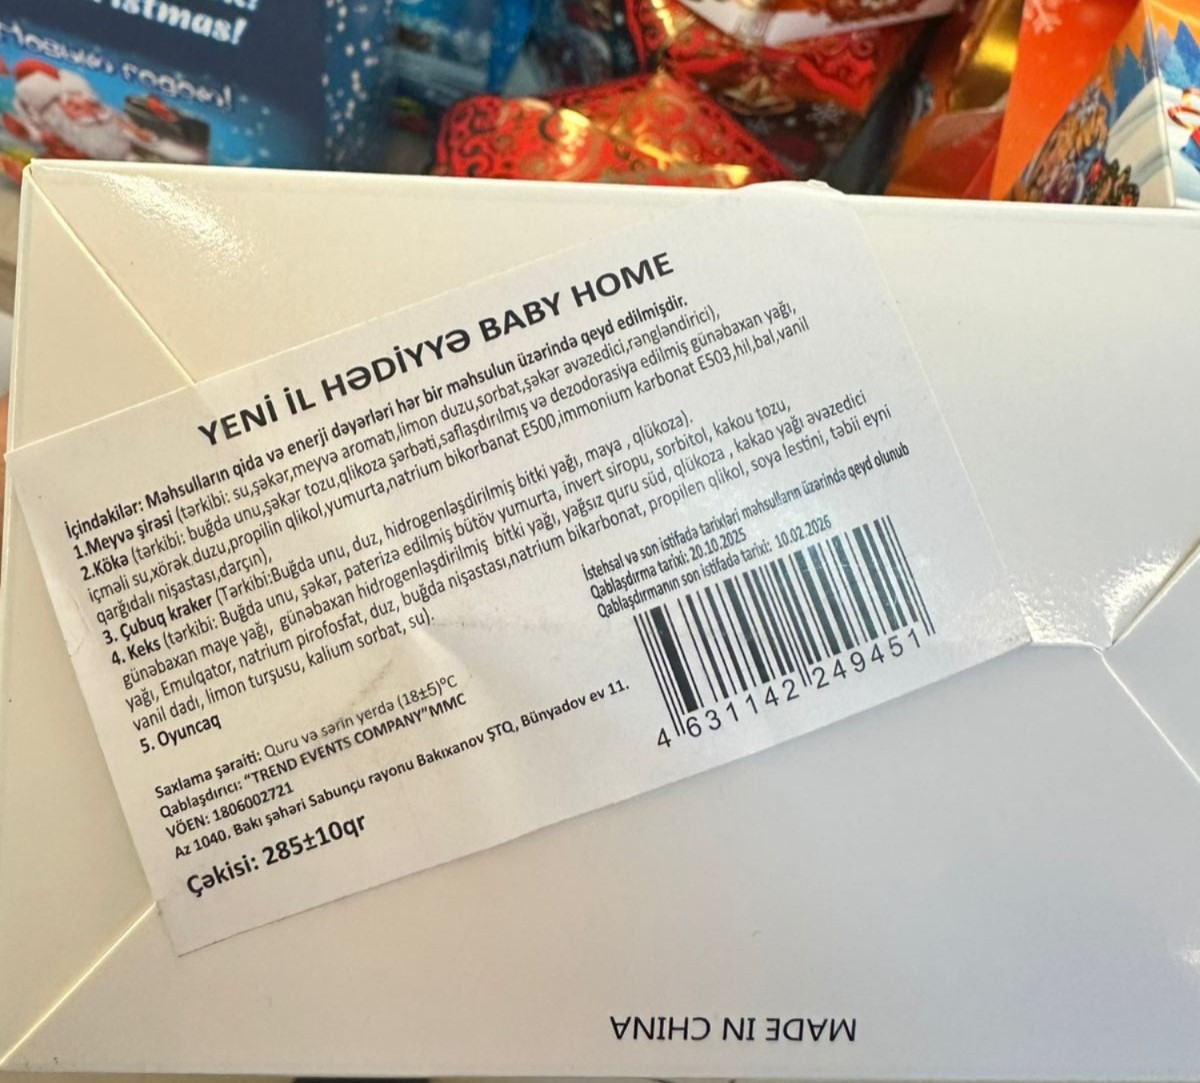 istmas!
Новым годом!
YENİ İL HƏDİYYƏ BABY HOME
İçindəkilər: Məhsulların qida və enerji dəyərləri hər bir məhsulun üzərində qeyd edilmişdir.
1.Meyvə şirəsi (tərkibi: su,şəkər,meyvə aromatı,limon duzu,sorbat,şəkər əvəzedici,rəngləndirici),
2.Kökə (tərkibi: buğda unu,şəkər tozu,qlikoza şərbəti,saflaşdırılmış və dezodorasiya edilmiş günəbaxan yağı,
içməli su,xörək duzu,propilin qlikol,yumurta,natrium bikorbanat E500,immonium karbonat E503,hil,bal,vanil
qarğıdalı nişastası,darçın).
3. Çubuq kraker (Tərkibi:Buğda unu, duz, hidrogenləşdirilmiş bitki yağı, maya , qlükoza).
4. Keks (tərkibi: Buğda unu, şəkər, paterizə edilmiş bütöv yumurta, invert siropu, sorbitol, kakou tozu,
günəbaxan maye yağı, günəbaxan hidrogenləşdirilmiş bitki yağı, yağsız quru süd, qlükoza , kakao yağı əvəzedici
yağı, Emulqator, natrium pirofosfat, duz, buğda nişastası,natrium bikarbonat, propilen qlikol, soya lestini, təbii eyni
vanil dadı, limon turşusu, kalium sorbat, su).
5. Oyuncaq
İstehsal və son istifadə tarixləri məhsulların üzərində qeyd olunub
Qablaşdırma tarixi: 20.10.2025
Qablaşdırmanın son istifadə tarixi: 10.02.2026
Saxlama şəraiti: Quru və sərin yerdə (18±5)°C
Qablaşdırıcı: “TREND EVENTS COMPANY”MMC
VÖEN: 1806002721
Az 1040. Bakı şəhəri Sabunçu rayonu Bakıxanov ŞTQ, Bünyadov ev 11.
Çəkisi: 285±10qr
4 631142 249451
MADE IN CHINA